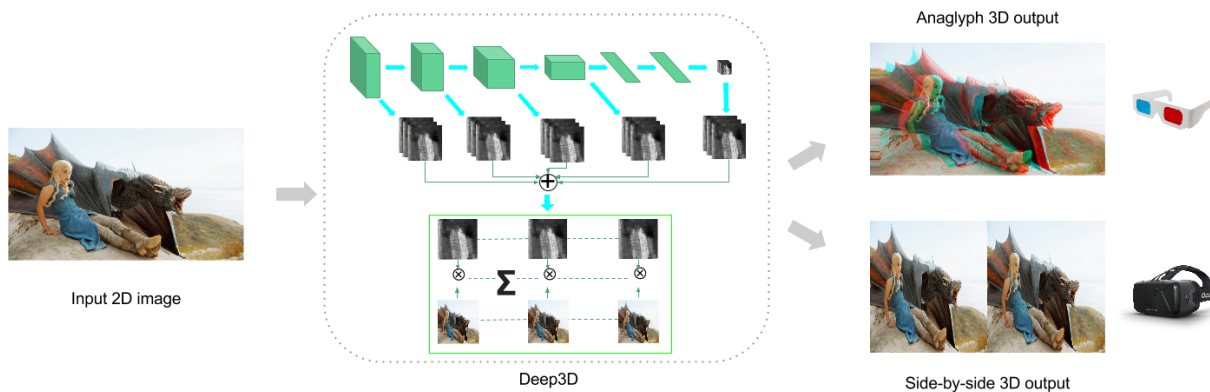 Anaglyph 3D output
Input 2D image
+
Σ
Deep3D
Side-by-side 3D output